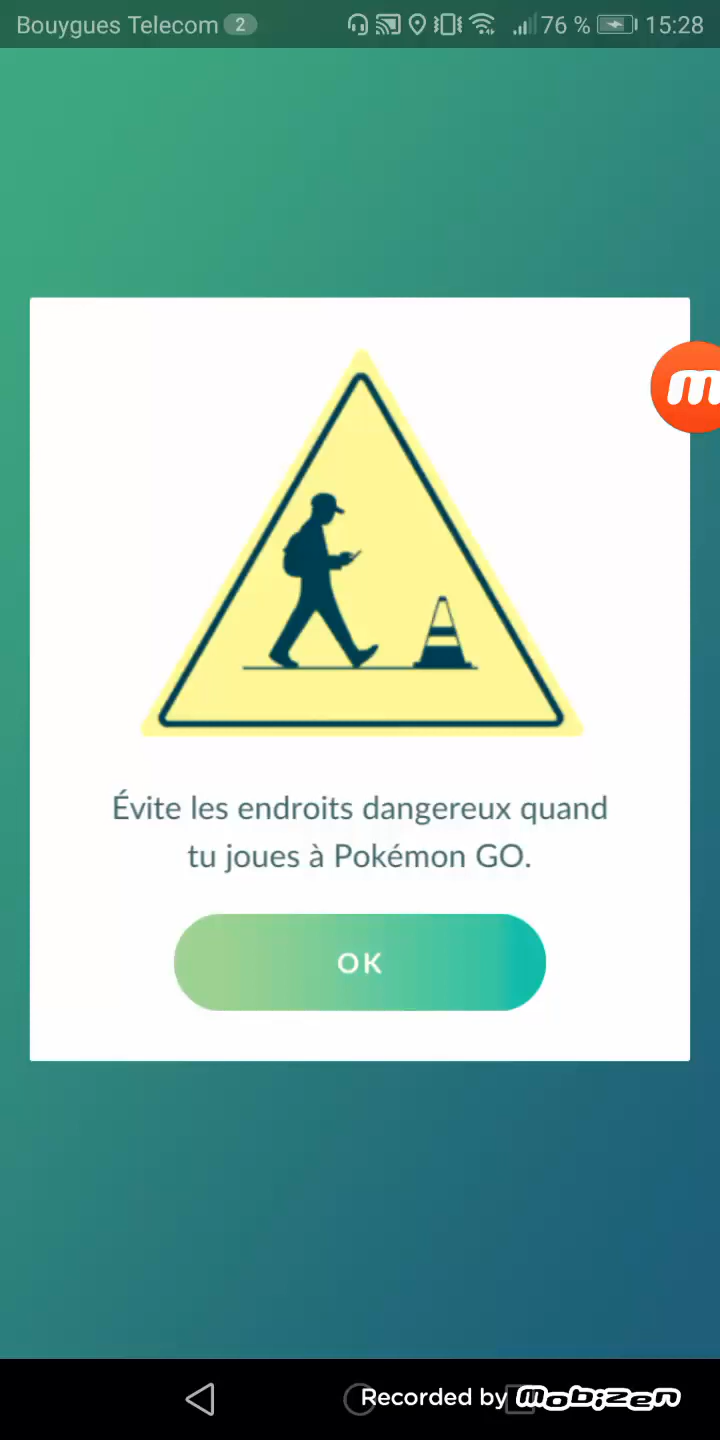 Bouygues Telecom 2 76 % 15:28
m
Évite les endroits dangereux quand
tu joues à Pokémon GO.
OK
Recorded by mobizen